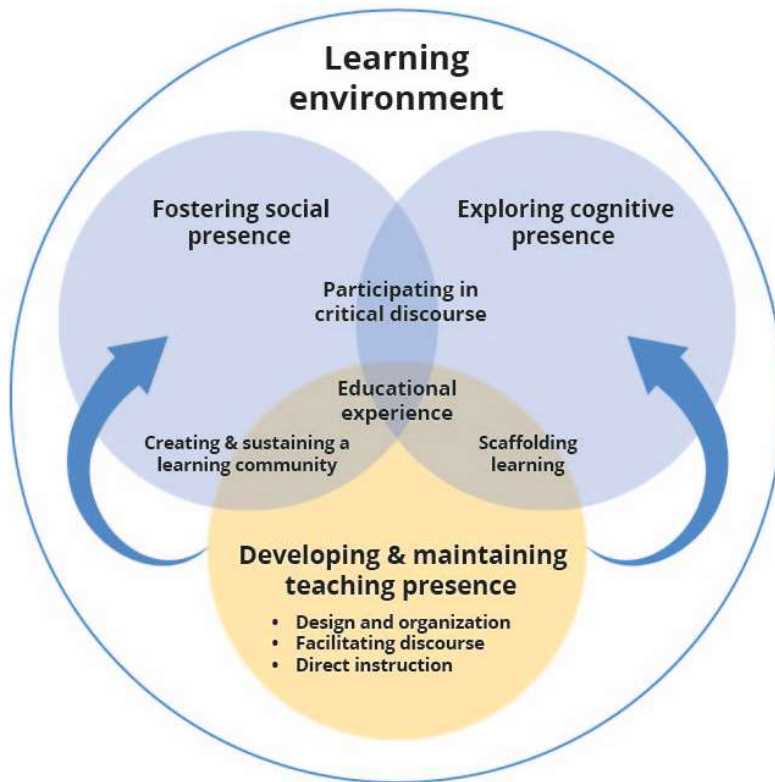 Learning
environment
Fostering social
presence
Exploring cognitive
presence
Participating in
critical discourse
Educational
experience
Creating & sustaining a
learning community
Scaffolding
learning
Developing & maintaining
teaching presence
• Design and organization
• Facilitating discourse
• Direct instruction